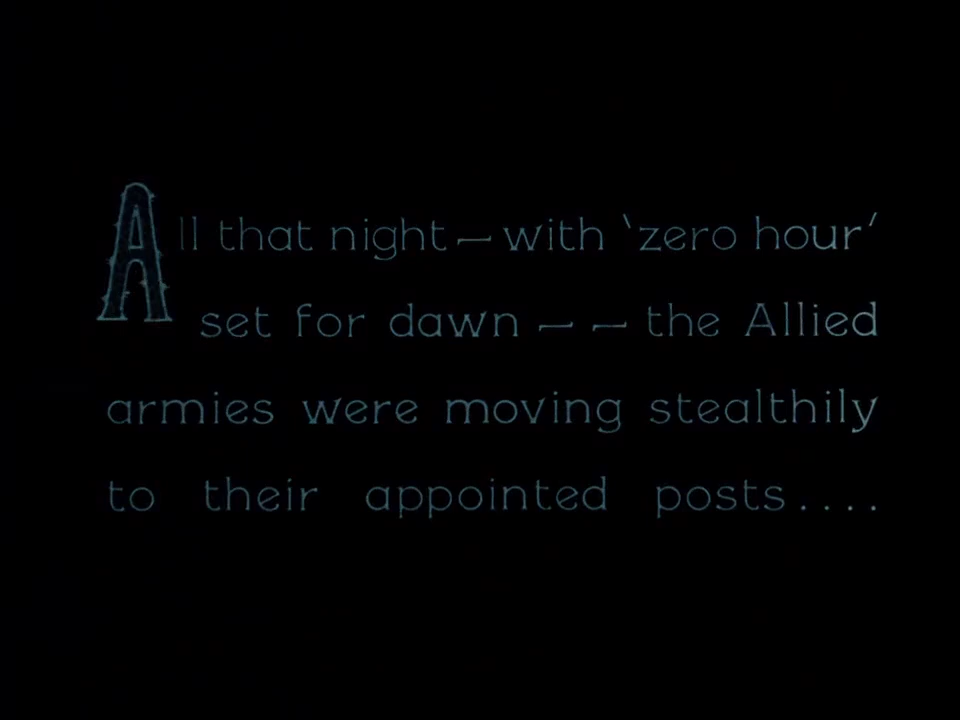 All that night — with ‵zero hour′
set for dawn — — the Allied
armies were moving stealthily
to their appointed posts....